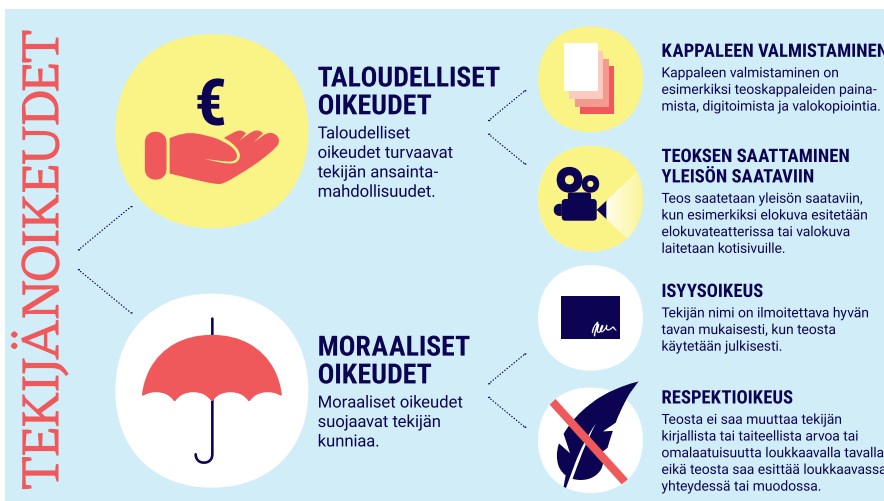 TEKIJÄNOIKEUDET
€
TALOUDELLISET
OIKEUDET
Taloudelliset
oikeudet turvaavat
tekijän ansainta-
mahdollisuudet.
KAPPALEEN VALMISTAMINEN
Kappaleen valmistaminen on
esimerkiksi teoskappaleiden paina-
mista, digitoimista ja valokopiointia.
TEOKSEN SAATTAMINEN
YLEISÖN SAATAVIIN
Teos saatetaan yleisön saataviin,
kun esimerkiksi elokuva esitetään
elokuvateatterissa tai valokuva
laitetaan kotisivuille.
MORAALISET
OIKEUDET
Moraaliset oikeudet
suojaavat tekijän
kunniaa.
ISYYSOIKEUS
Tekijän nimi on ilmoitettava hyvän
tavan mukaisesti, kun teosta
käytetään julkisesti.
RESPEKTIOIKEUS
Teosta ei saa muuttaa tekijän
kirjallista tai taiteellista arvoa tai
omalaatuisuutta loukkaavalla tavalla
eikä teosta saa esittää loukkaavassa
yhteydessä tai muodossa.